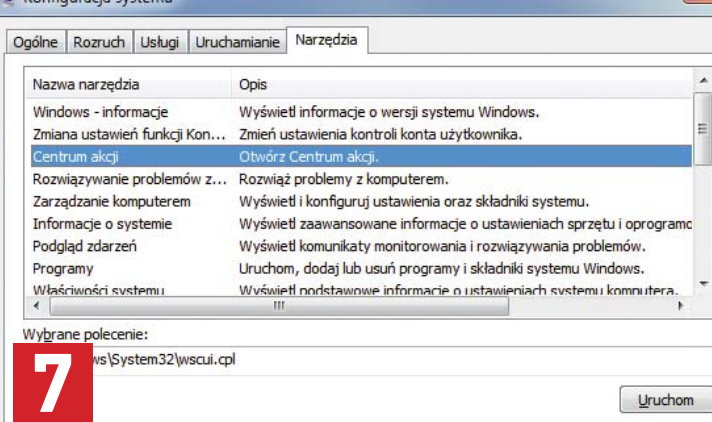 Konfiguracja systemu
Ogólne Rozruch Usługi Uruchamianie Narzędzia
Nazwa narzędzia Opis
Windows - informacje Wyświetl informacje o wersji systemu Windows.
Zmiana ustawień funkcji Kon... Zmień ustawienia kontroli konta użytkownika.
Centrum akcji Otwórz Centrum akcji.
Rozwiązywanie problemów z... Rozwiąż problemy z komputerem.
Zarządzanie komputerem Wyświetl i konfiguruj ustawienia oraz składniki systemu.
Informacje o systemie Wyświetl zaawansowane informacje o ustawieniach sprzętu i oprogramo
Podgląd zdarzeń Wyświetl komunikaty monitorowania i rozwiązywania problemów.
Programy Uruchom, dodaj lub usuń programy i składniki systemu Windows.
Właściwości systemu Wyświetl podstawowe informacje o ustawieniach systemu komputera.
Wybrane polecenie:
ws\System32\wscui.cpl
7
Uruchom